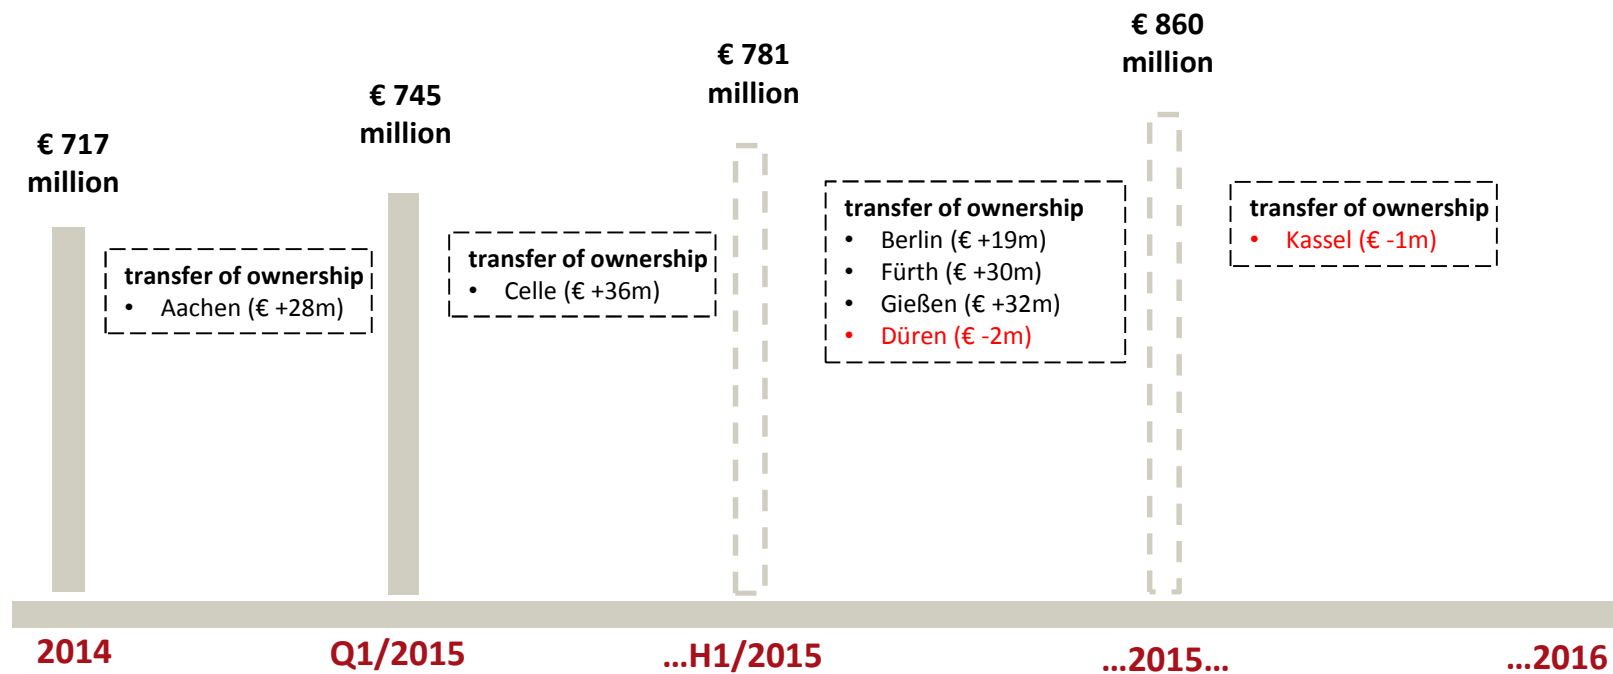 € 717
million
€ 745
million
€ 781
million
€ 860
million
transfer of ownership
• Aachen (€ +28m)
transfer of ownership
• Celle (€ +36m)
transfer of ownership
• Berlin (€ +19m)
• Fürth (€ +30m)
• Gießen (€ +32m)
• Düren (€ -2m)
transfer of ownership
• Kassel (€ -1m)
2014
Q1/2015
...H1/2015
...2015...
...2016